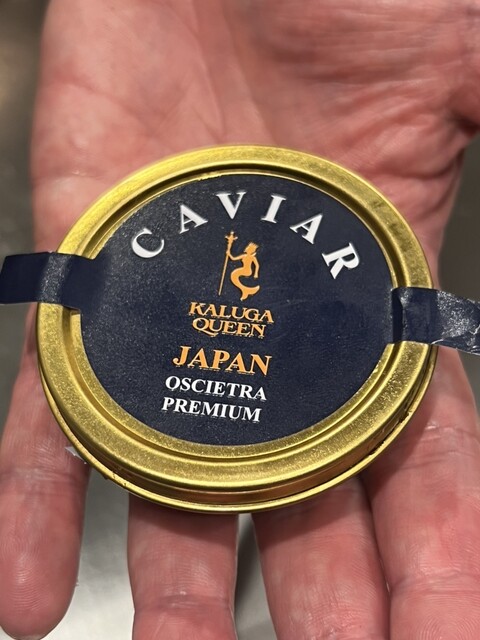 CAVIAR
KALUGA
QUEEN
JAPAN
OSCIETRA
PREMIUM